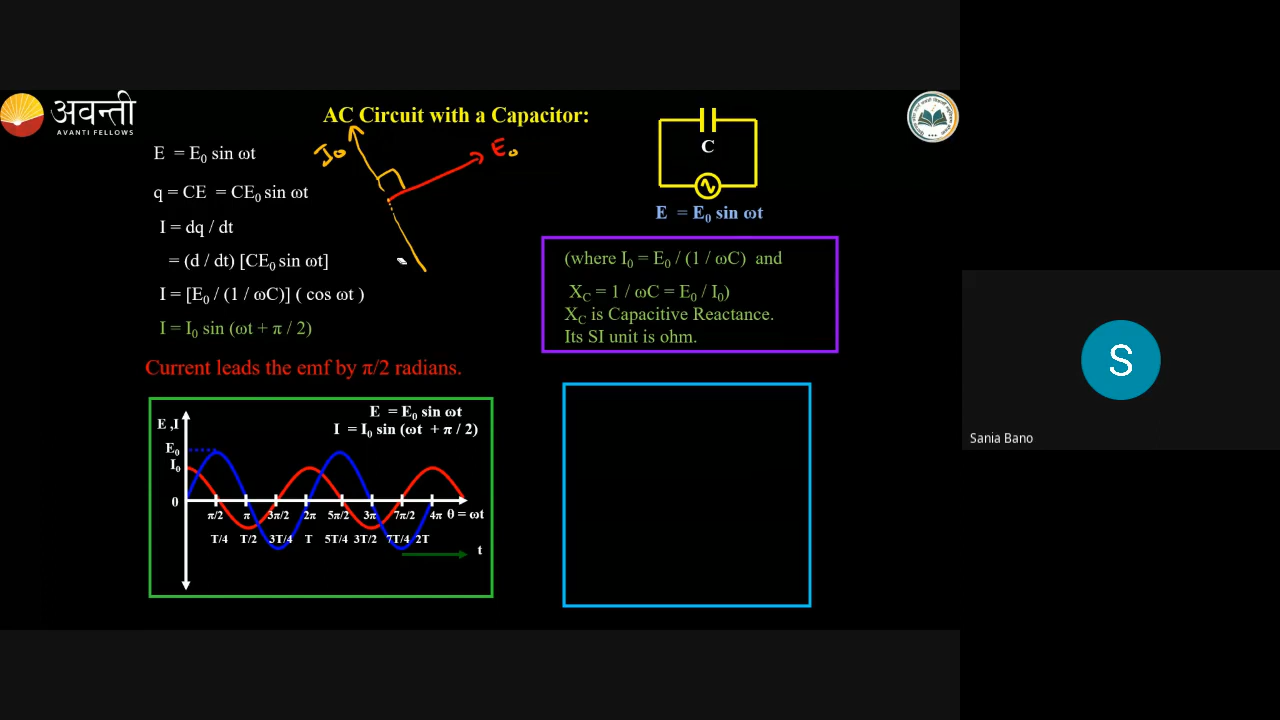 अवन्ती
AVANTI FELLOWS
AC Circuit with a Capacitor:
E = E₀ sin ωt
q = CE = CE₀ sin ωt
I = dq / dt
= (d / dt) [CE₀ sin ωt]
I = [E₀ / (1 / ωC)] ( cos ωt )
I = I₀ sin (ωt + π / 2)
Current leads the emf by π/2 radians.
I₀
E₀
C
E = E₀ sin ωt
(where I₀ = E₀ / (1 / ωC) and
X_C = 1 / ωC = E₀ / I₀)
X_C is Capacitive Reactance.
Its SI unit is ohm.
E = E₀ sin ωt
I = I₀ sin (ωt + π / 2)
E ,I
E₀
I₀
0
π/2 π 3π/2 2π 5π/2 3π 7π/2 4π θ = ωt
T/4 T/2 3T/4 T 5T/4 3T/2 7T/4 2T
t
S
Sania Bano